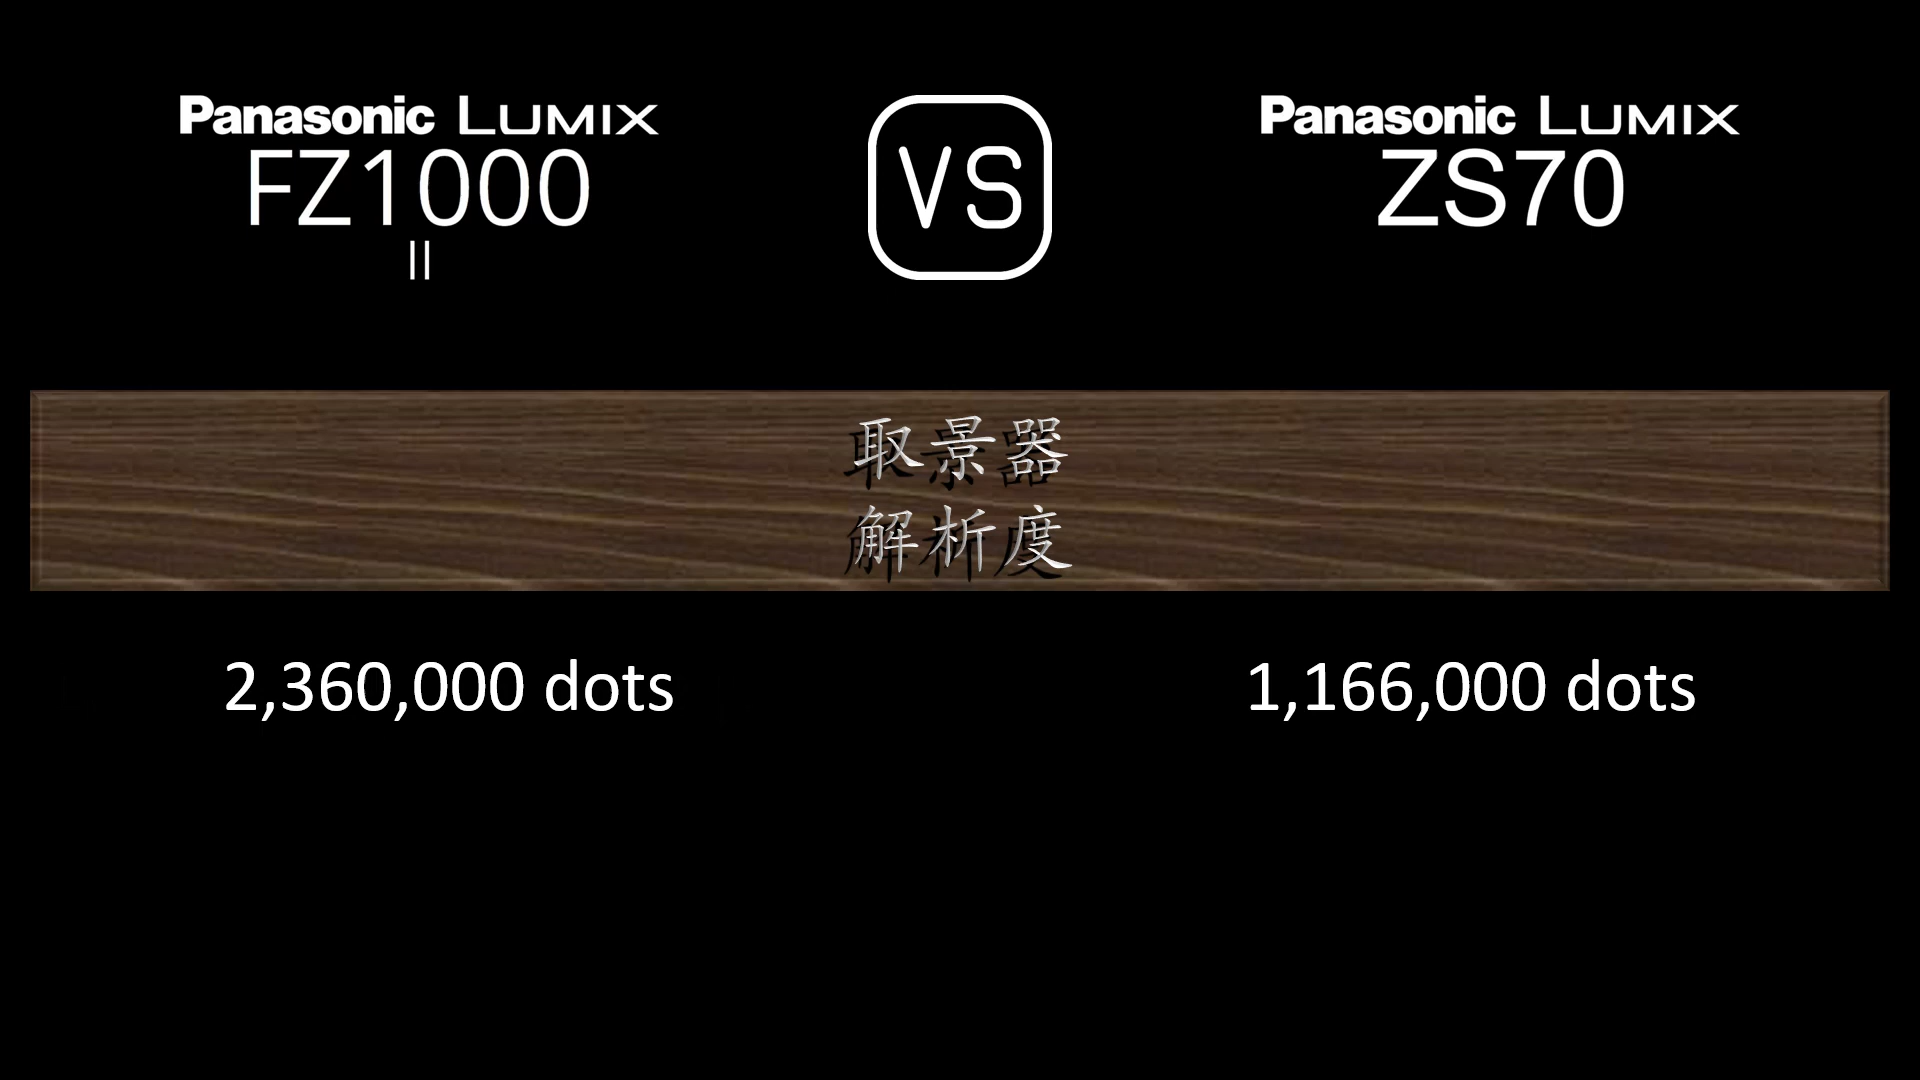 Panasonic LUMIX
FZ1000
II
VS
Panasonic LUMIX
ZS70
取景器
解析度
2,360,000 dots
1,166,000 dots